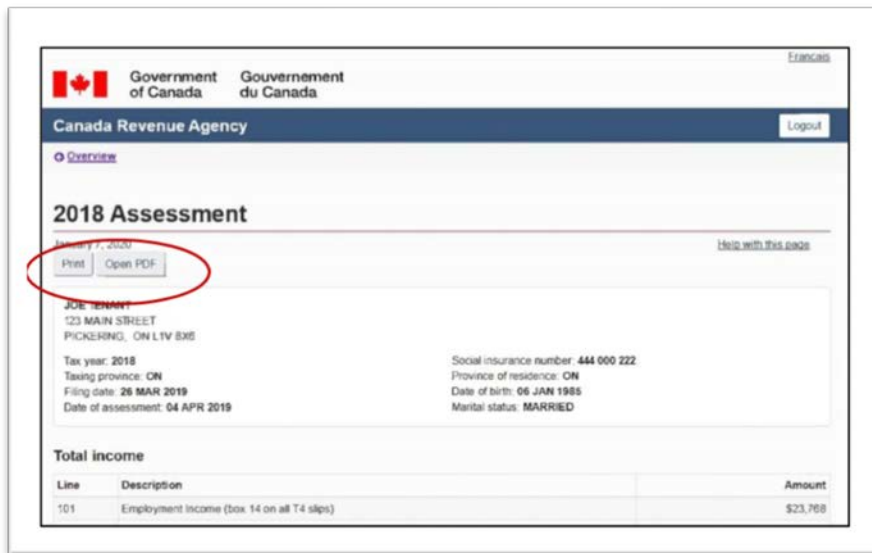 Français
Government of Canada
Gouvernement du Canada
Canada Revenue Agency
Logout
Overview
2018 Assessment
January 7, 2020
Help with this page
Print
Open PDF
JOE TENANT
123 MAIN STREET
PICKERING, ON L1V 8X6
Tax year: 2018
Social insurance number: 444 000 222
Taxing province: ON
Province of residence: ON
Filing date: 26 MAR 2019
Date of birth: 06 JAN 1985
Date of assessment: 04 APR 2019
Marital status: MARRIED
Total income
Line Description Amount
101 Employment Income (box 14 on all T4 slips) $23,768